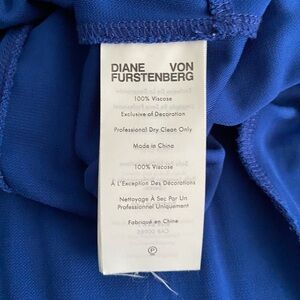 DIANE VON
FURSTENBERG
100% Viscose
Exclusive of Decoration
Professional Dry Clean Only
Made in China
100% Viscose
À L'Exception Des Décorations
Nettoyage À Sec Par Un
Professionnel Uniquement
Fabriqué en Chine
P